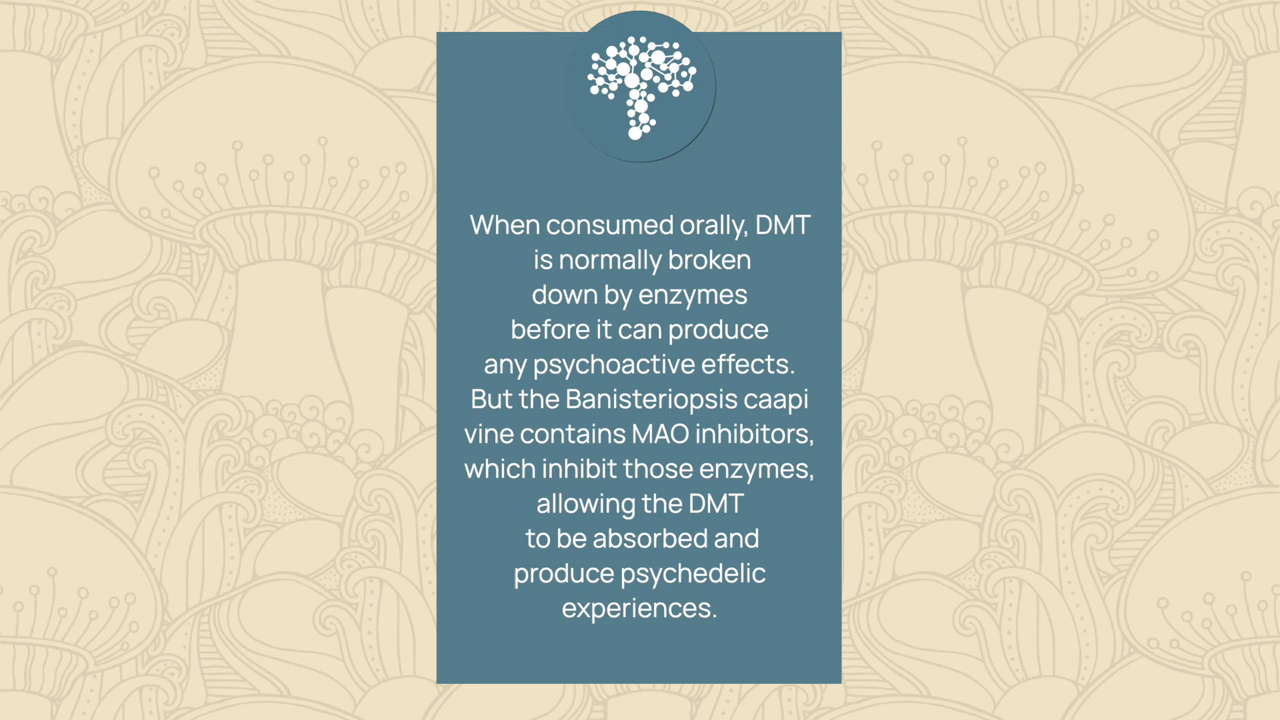 When consumed orally, DMT
is normally broken
down by enzymes
before it can produce
any psychoactive effects.
But the Banisteriopsis caapi
vine contains MAO inhibitors,
which inhibit those enzymes,
allowing the DMT
to be absorbed and
produce psychedelic
experiences.